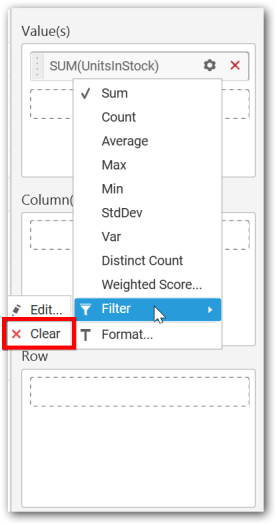 Value(s)
SUM(UnitsInStock)
Sum
Count
Average
Max
Min
StdDev
Var
Distinct Count
Weighted Score...
Column(
Filter
Edit...
Clear
Format...
Row